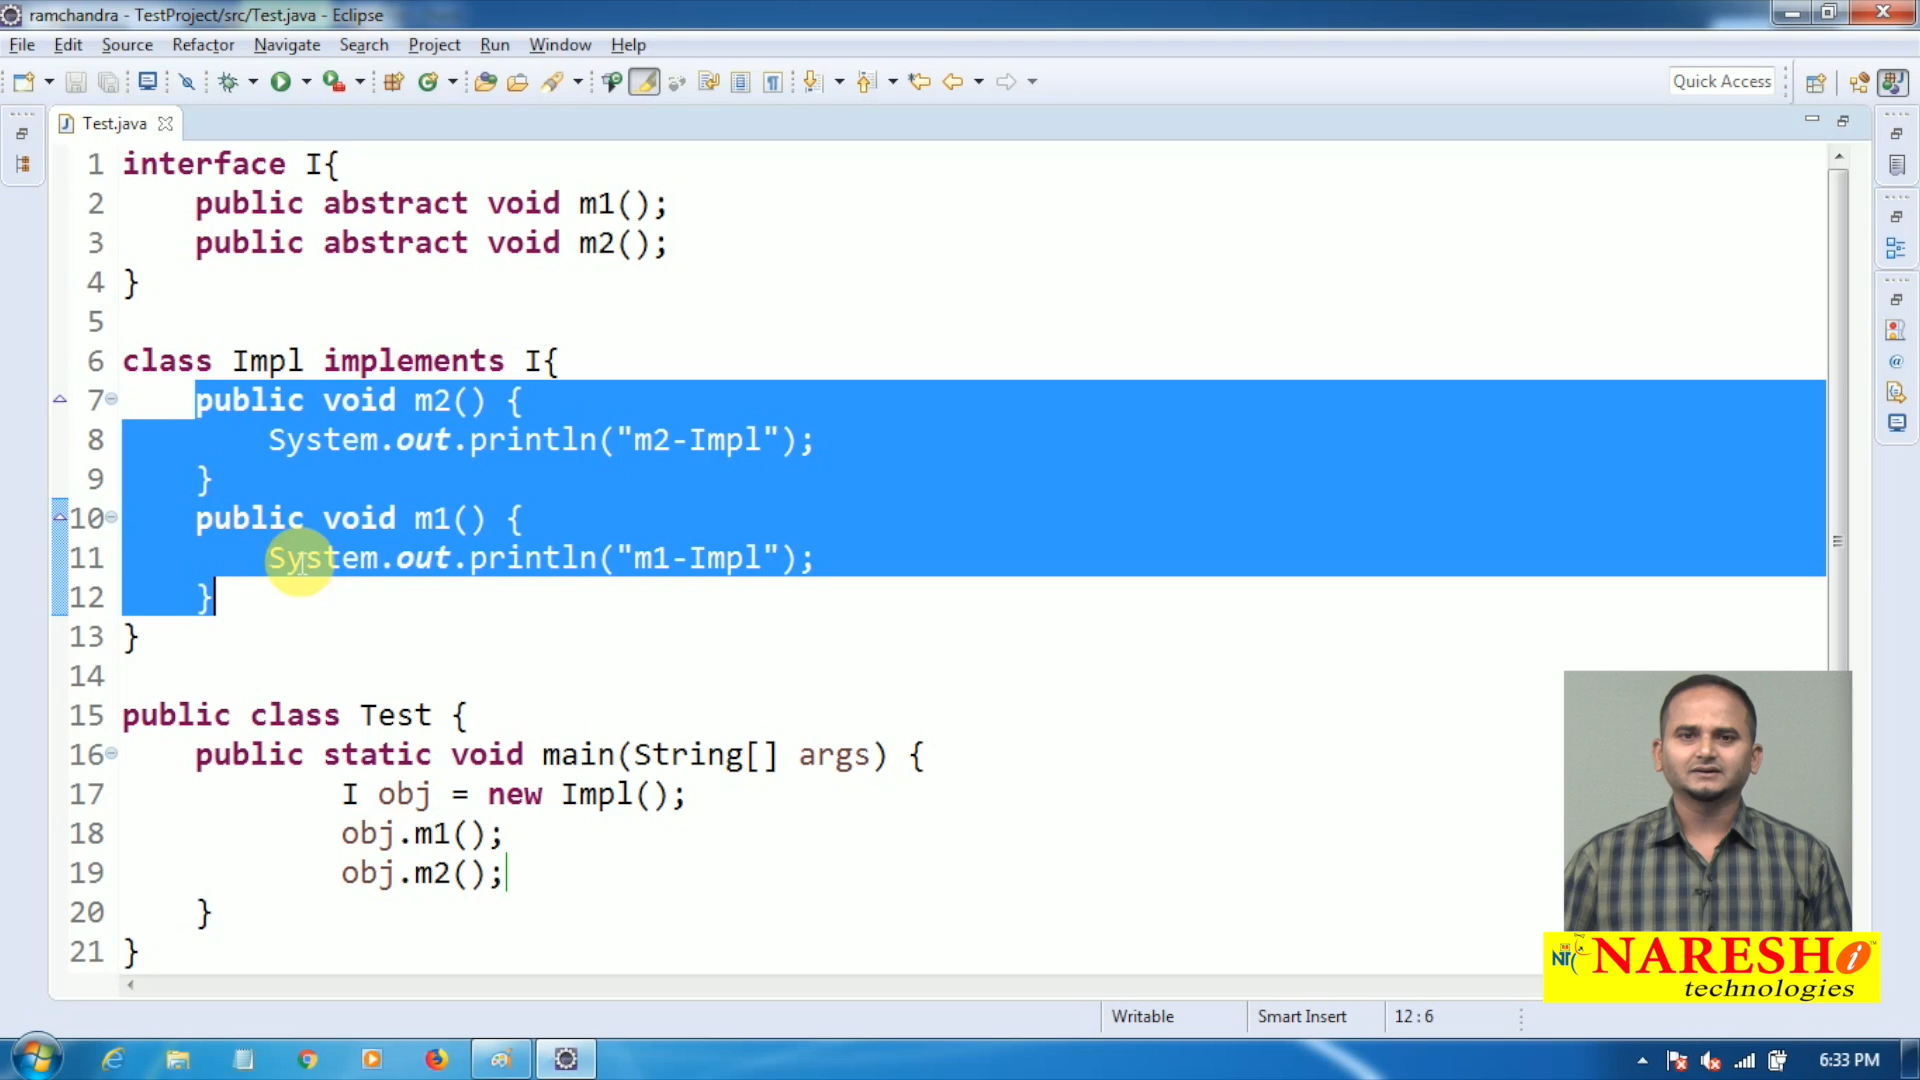 ramchandra - TestProject/src/Test.java - Eclipse
File Edit Source Refactor Navigate Search Project Run Window Help
Quick Access
Test.java
1 interface I{
2 public abstract void m1();
3 public abstract void m2();
4 }
5
6 class Impl implements I{
7 public void m2() {
8 System.out.println("m2-Impl");
9 }
10 public void m1() {
11 System.out.println("m1-Impl");
12 }
13 }
14
15 public class Test {
16 public static void main(String[] args) {
17 I obj = new Impl();
18 obj.m1();
19 obj.m2();
20 }
21 }
NARESH i
technologies
Writable Smart Insert 12 : 6
6:33 PM